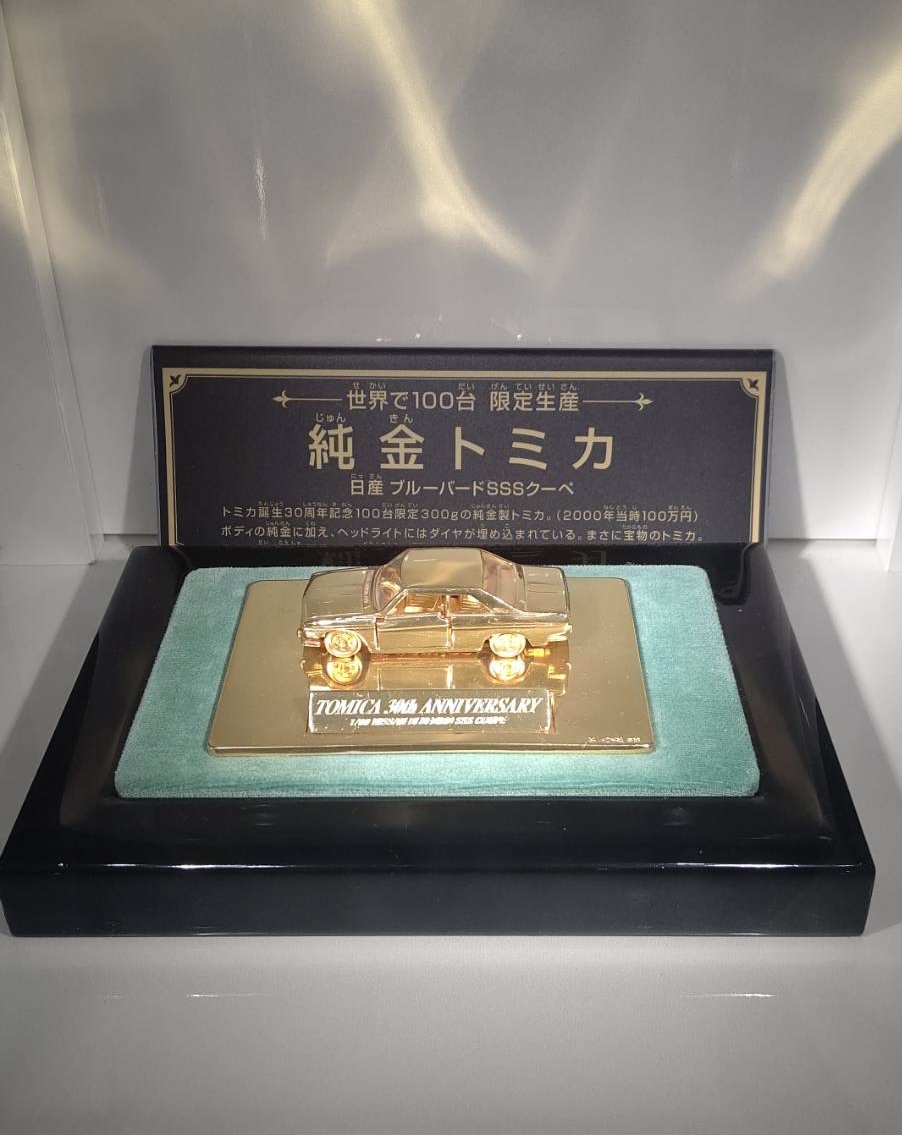 世界で100台 限定生産
純金トミカ
日産 ブルーバードSSSクーペ
トミカ誕生30周年記念100台限定300gの純金製トミカ。(2000年当時100万円)
ボディの純金に加え、ヘッドライトにはダイヤが埋め込まれている。まさに宝物のトミカ。
TOMICA 30th ANNIVERSARY
SSS